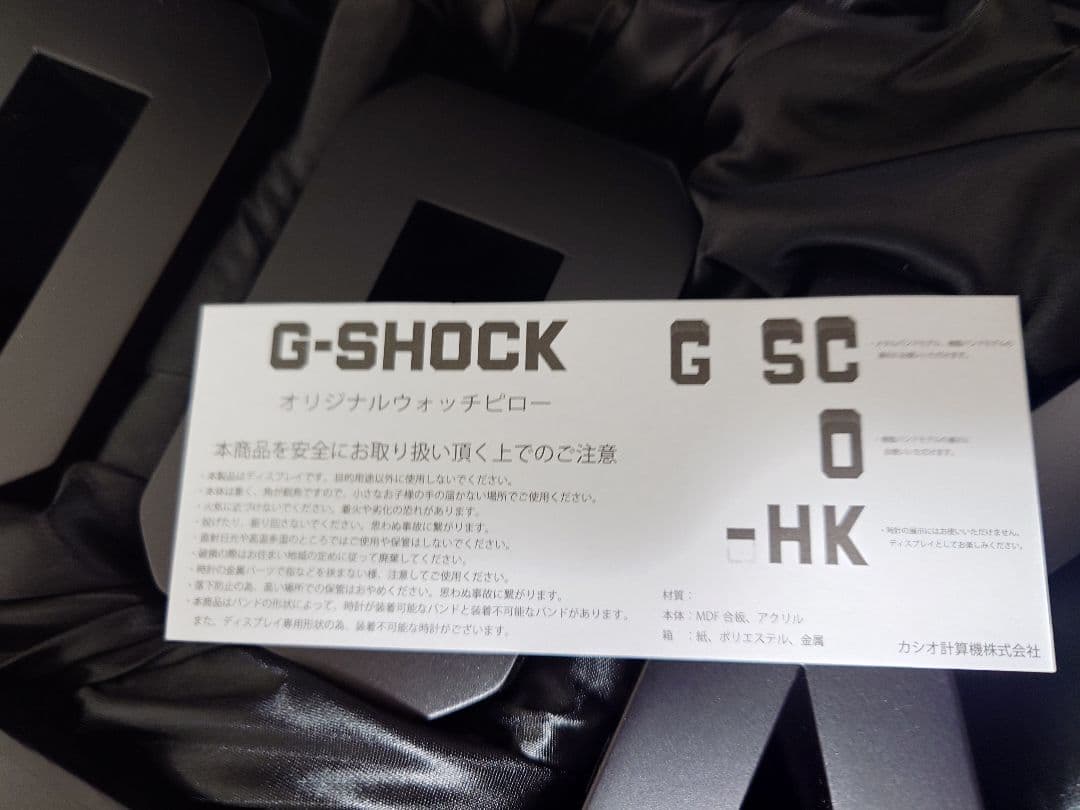 G-SHOCK
オリジナルウォッチピロー
本商品を安全にお取り扱い頂く上でのご注意
・本製品はディスプレイです。目的用途以外に使用しないでください。
・本体は重く、角が鋭角ですので、小さなお子様の手の届かない場所でご使用ください。
・火気に近づけないでください。着火や劣化の恐れがあります。
・投げたり、振り回さないでください。思わぬ事故に繋がります。
・直射日光や高温多湿のところではご使用や保管はしないでください。
・破損の際はお住まい地域の定めに従って廃棄してください。
・時計の金属パーツで指などを挟まない様、注意してご使用ください。
・落下防止の為、高い場所での保管はおやめください。思わぬ事故に繋がります。
・本商品はバンドの形状によって、時計が装着可能なバンドと装着不可能なバンドがあります。
また、ディスプレイ専用形状の為、装着不可能な時計がございます。
G SC
O
-HK
・時計の展示にはお使いいただけません。
ディスプレイとしてお楽しみください。
材質：
本体：MDF合板、アクリル
箱　：紙、ポリエステル、金属
カシオ計算機株式会社